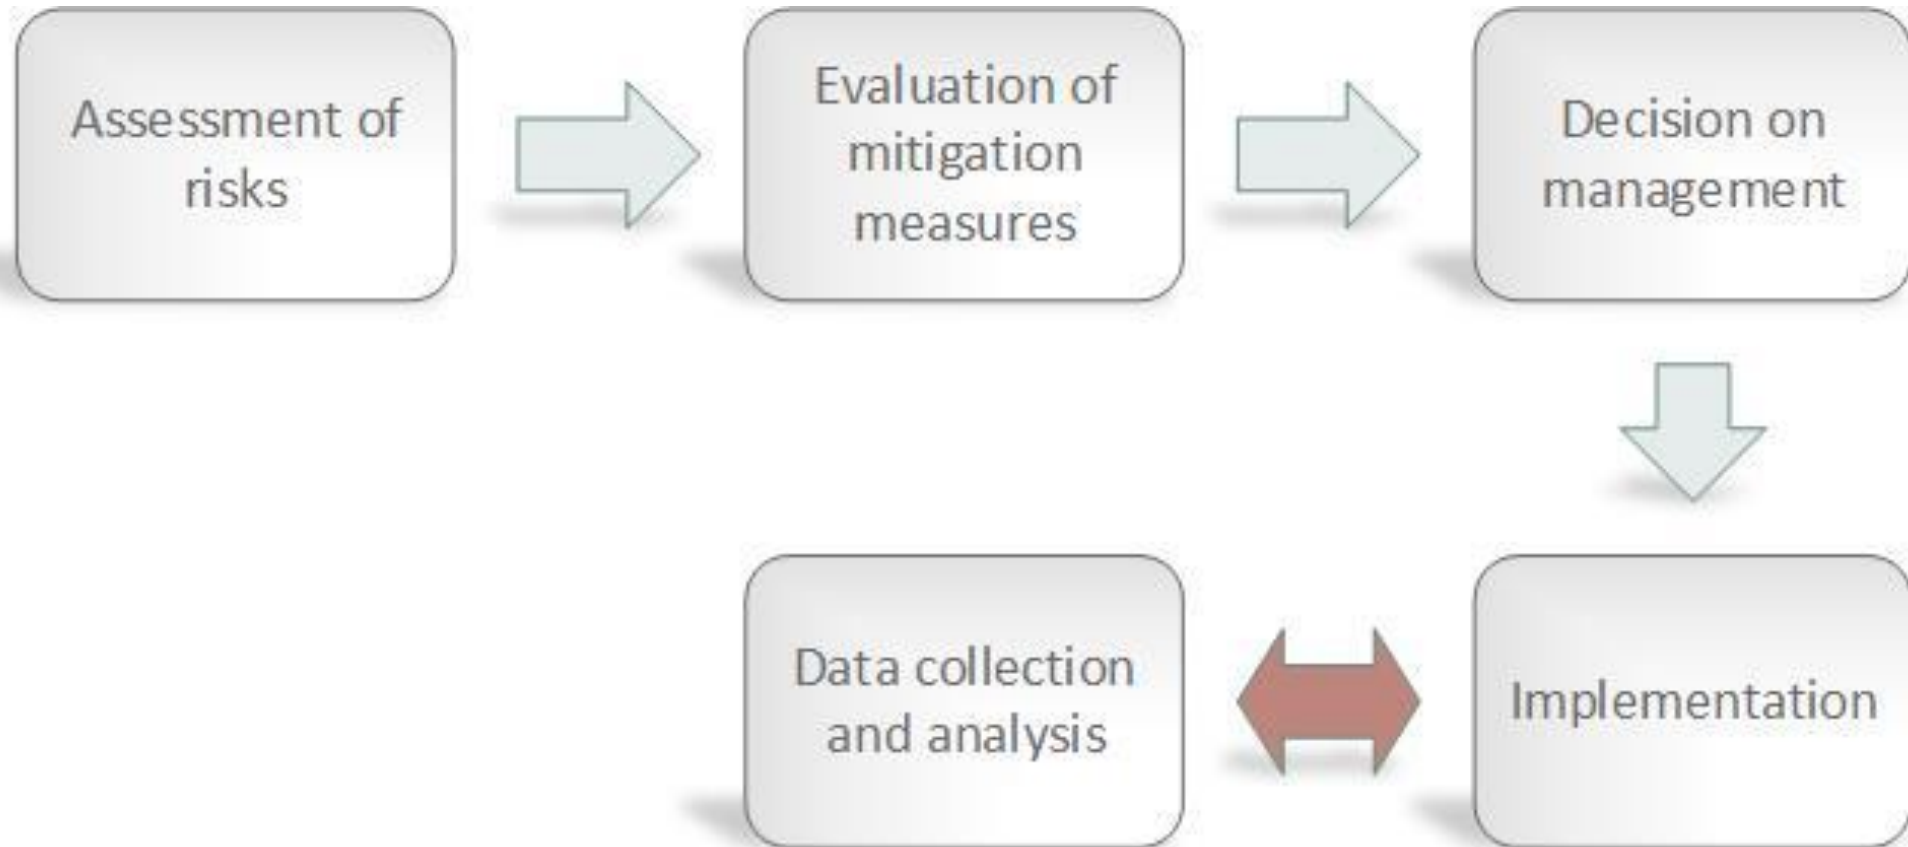 Assessment of
risks
Evaluation of
mitigation
measures
Decision on
management
Data collection
and analysis
Implementation